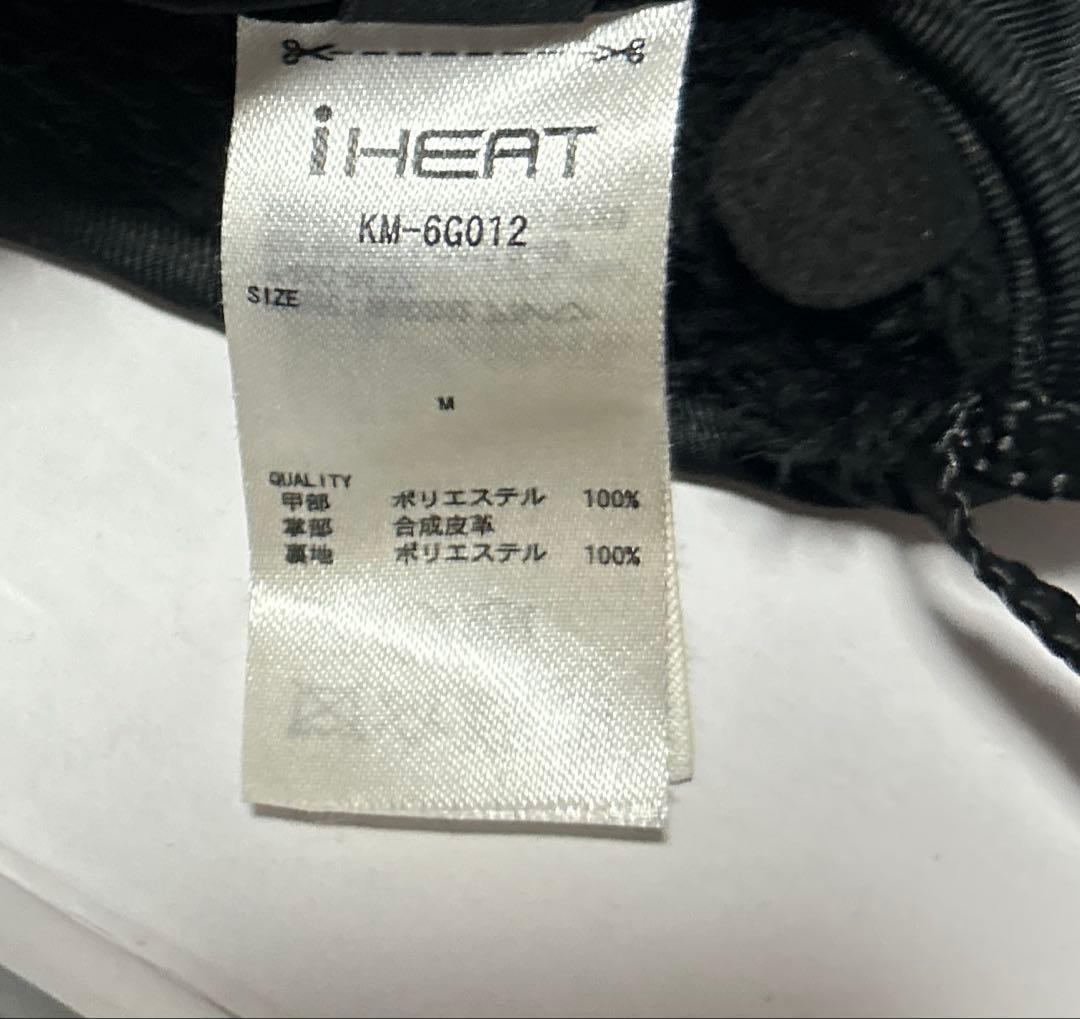 iHEAT
KM-6G012
SIZE
M
QUALITY
甲部 ポリエステル 100%
掌部 合成皮革
裏地 ポリエステル 100%